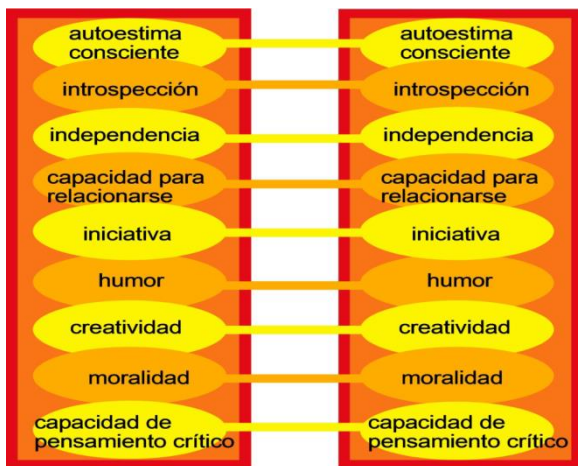 autoestima
consciente
introspección
independencia
capacidad para
relacionarse
iniciativa
humor
creatividad
moralidad
capacidad de
pensamiento crítico
autoestima
consciente
introspección
independencia
capacidad para
relacionarse
iniciativa
humor
creatividad
moralidad
capacidad de
pensamiento crítico